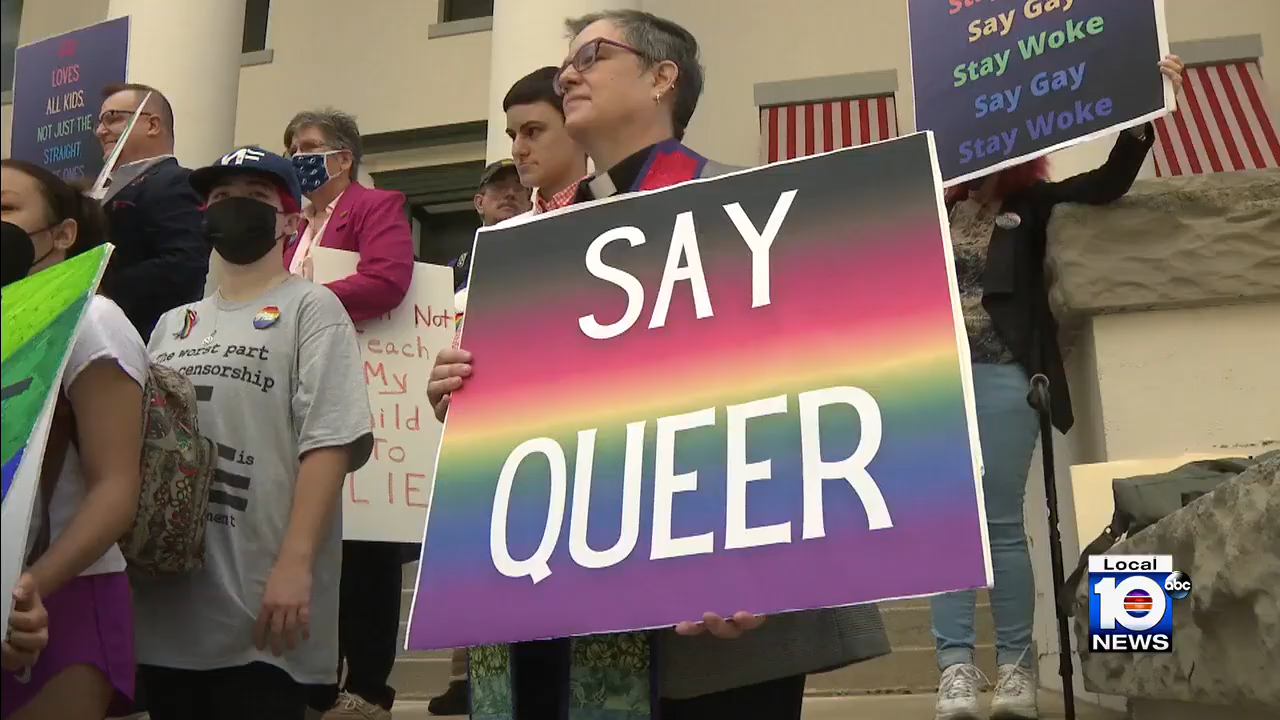 LOVES
ALL KIDS.
NOT JUST THE
STRAIGHT
ONES
Say Gay
Stay Woke
Say Gay
Stay Woke
SAY
QUEER
The worst part
censorship
is
Not
My
To
LIE
Local
10
abc
NEWS